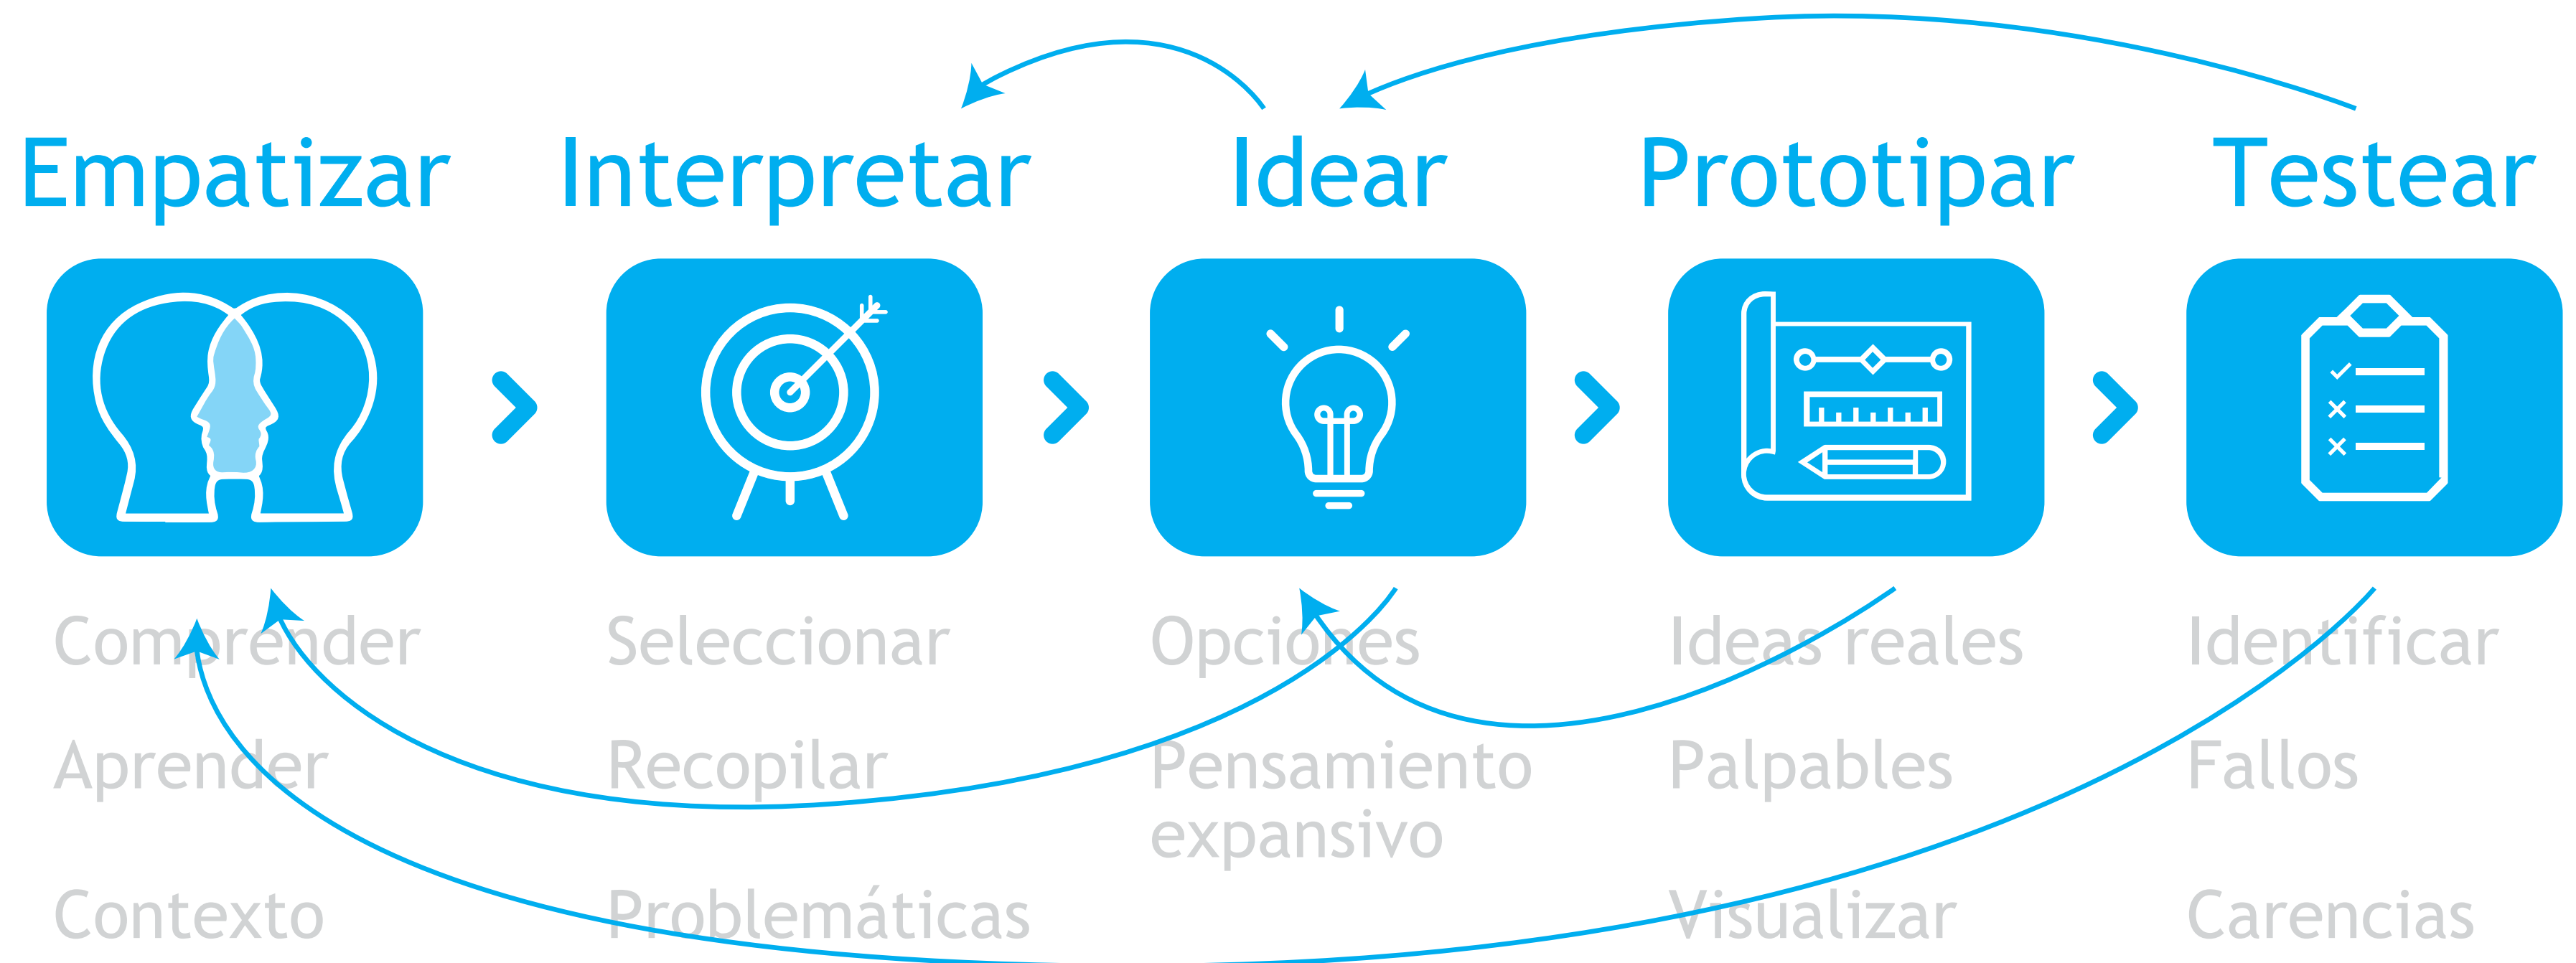 Empatizar
Interpretar
Idear
Prototipar
Testear
Comprender
Aprender
Contexto
Seleccionar
Recopilar
Problemáticas
Opciones
Pensamiento
expansivo
Ideas reales
Palpables
Visualizar
Identificar
Fallos
Carencias